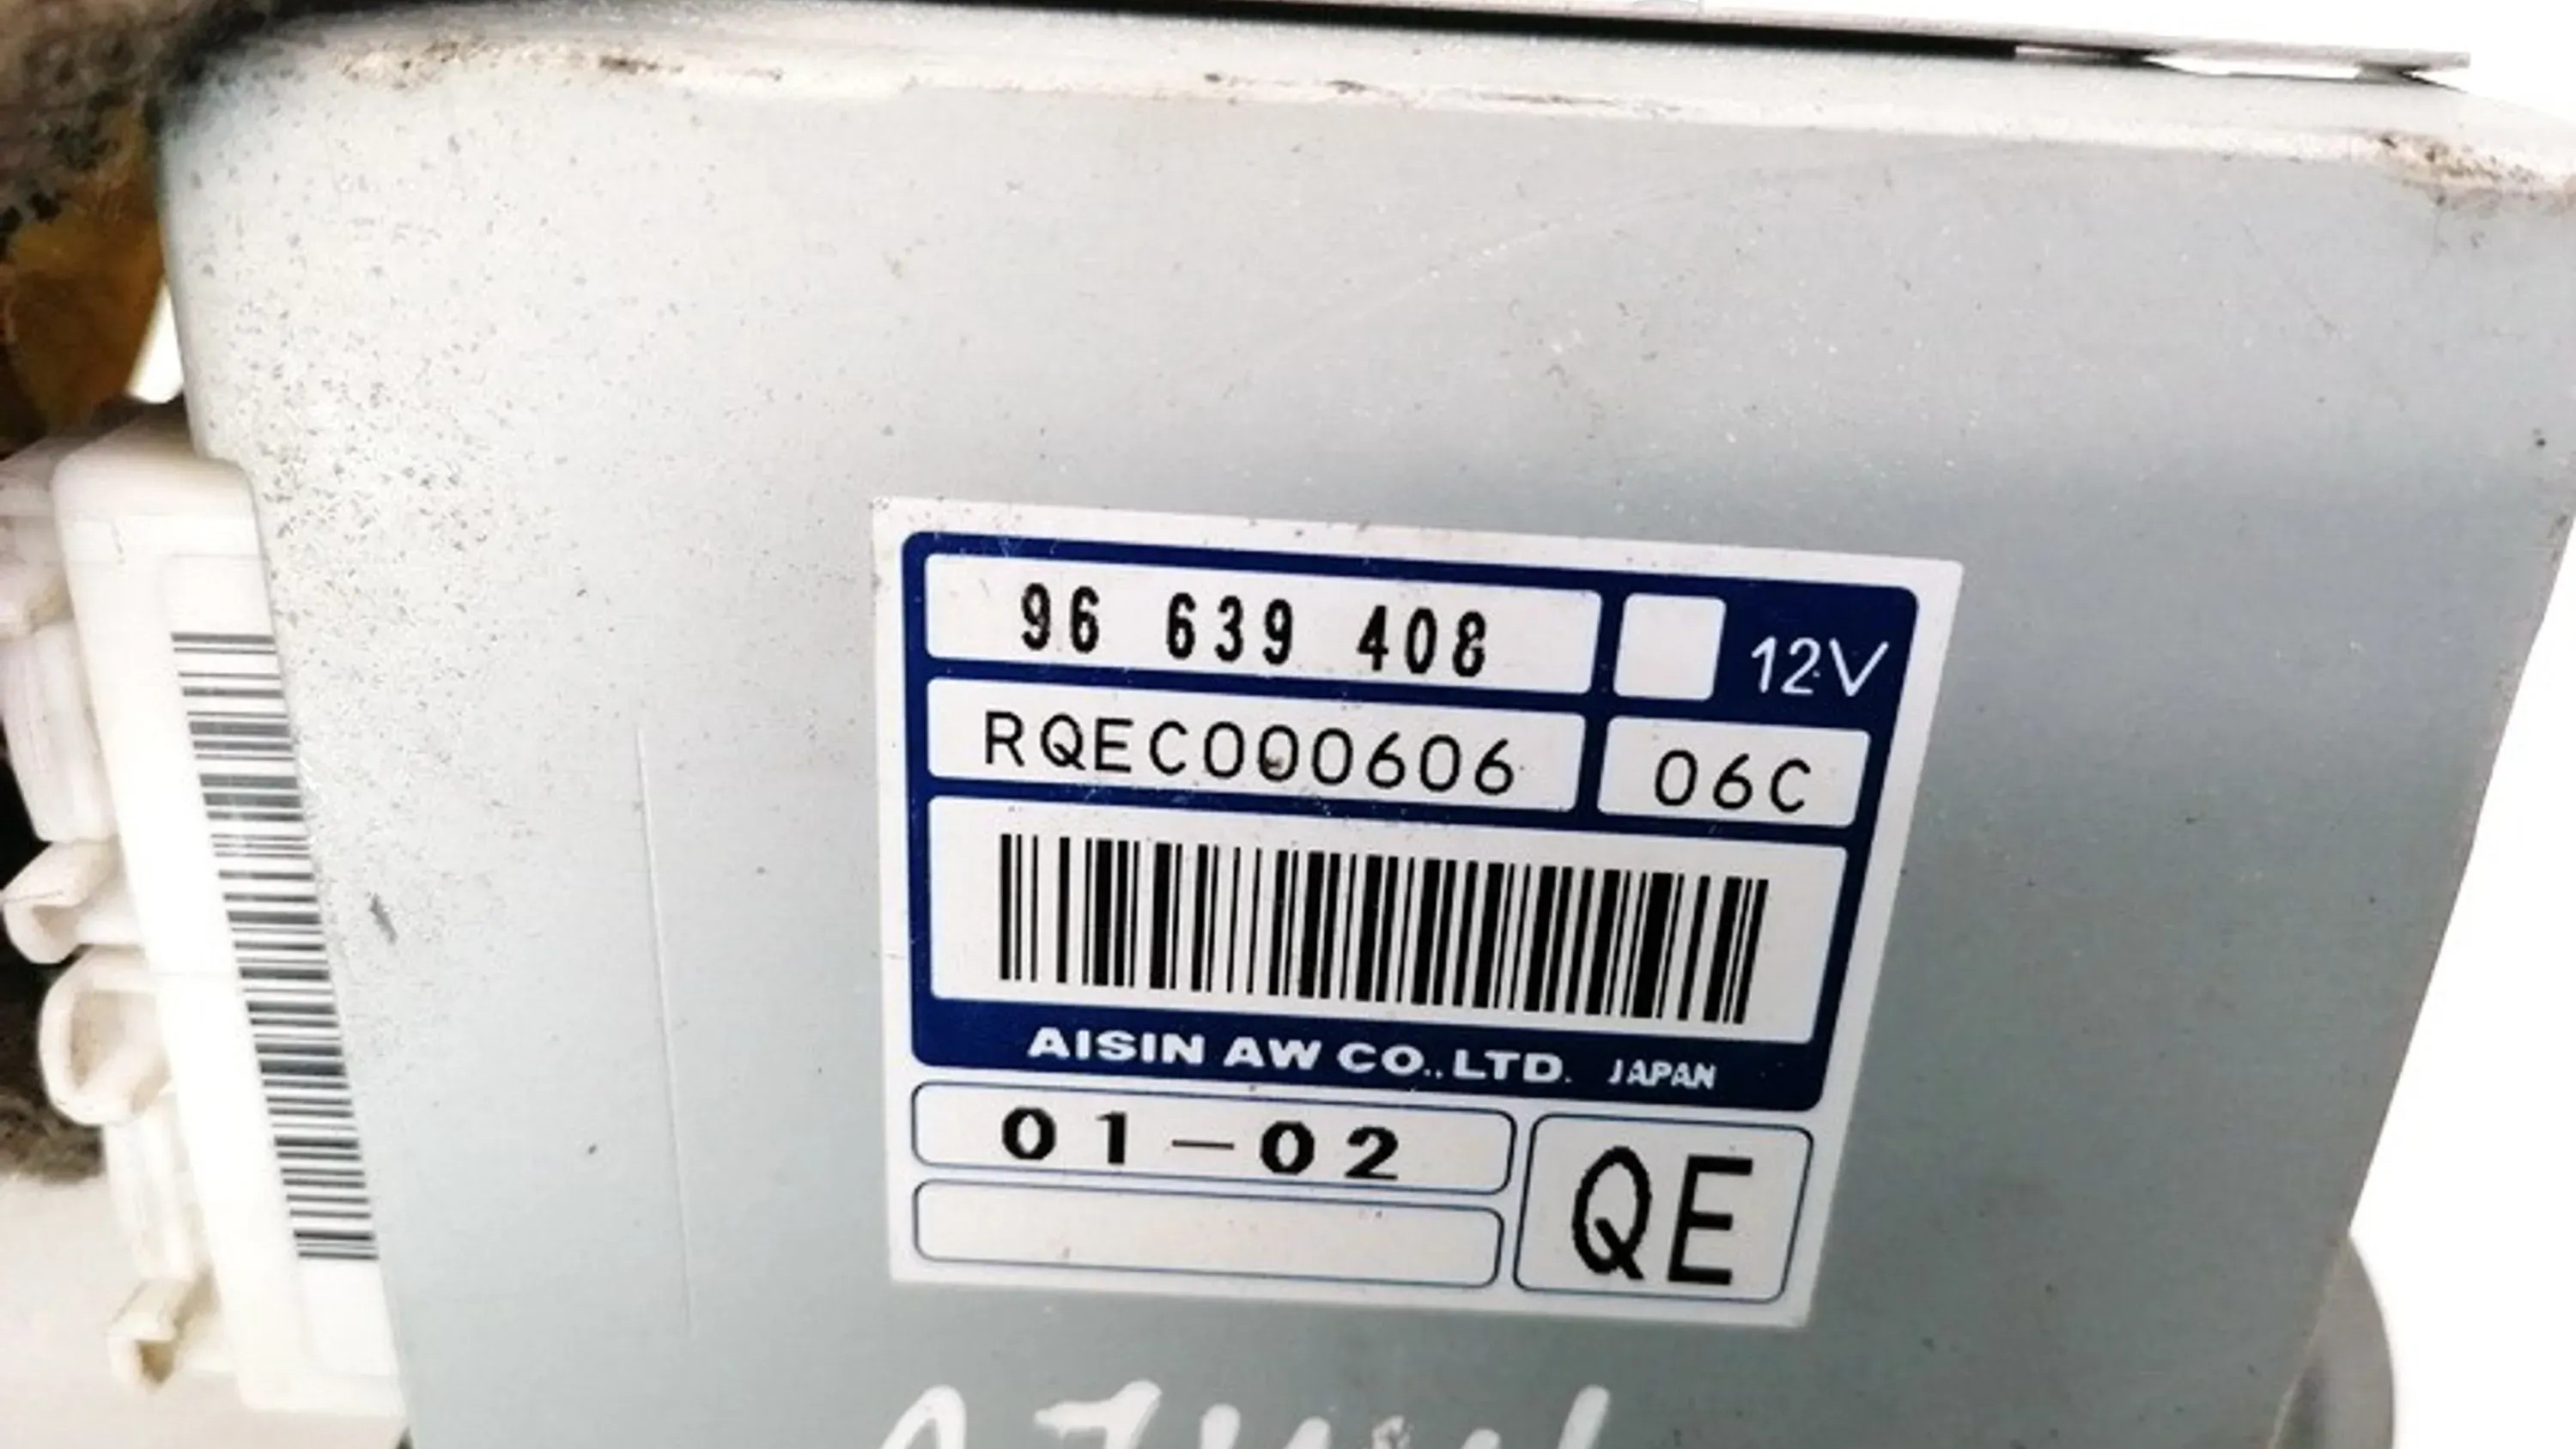 96 639 408
12V
RQEC000606
06C
AISIN AW CO.,LTD. JAPAN
01-02
QE